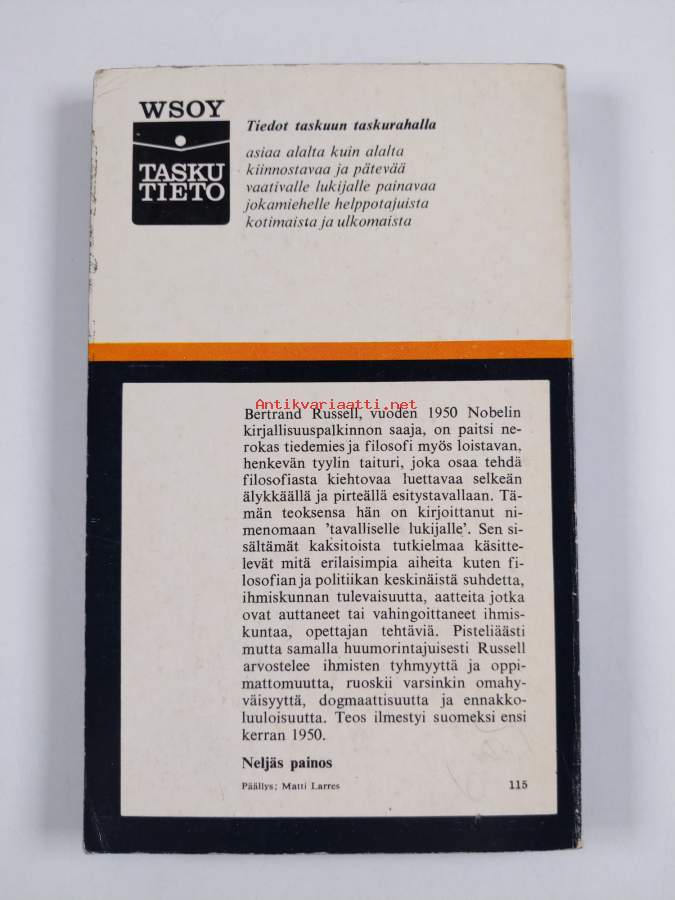 WSOY
TASKU
TIETO
Tiedot taskuun taskurahalla
asiaa alalta kuin alalta
kiinnostavaa ja pätevää
vaativalle lukijalle painavaa
jokamiehelle helppotajuista
kotimaista ja ulkomaista
Antikvariaatti.net
Bertrand Russell, vuoden 1950 Nobelin
kirjallisuuspalkinnon saaja, on paitsi ne-
rokas tiedemies ja filosofi myös loistavan,
henkevän tyylin taituri, joka osaa tehdä
filosofiasta kiehtovaa luettavaa selkeän
älykkäällä ja pirteällä esitystavallaan. Tä-
män teoksensa hän on kirjoittanut ni-
menomaan 'tavalliselle lukijalle'. Sen si-
sältämät kaksitoista tutkielmaa käsitte-
levät mitä erilaisimpia aiheita kuten fi-
losofian ja politiikan keskinäistä suhdetta,
ihmiskunnan tulevaisuutta, aatteita jotka
ovat auttaneet tai vahingoittaneet ihmis-
kuntaa, opettajan tehtäviä. Pisteliäästi
mutta samalla huumorintajuisesti Russell
arvostelee ihmisten tyhmyyttä ja oppi-
mattomuutta, ruoskii varsinkin omahy-
väisyyttä, dogmaattisuutta ja ennakko-
luuloisuutta. Teos ilmestyi suomeksi ensi
kerran 1950.
Neljäs painos
Päällys; Matti Larres 115